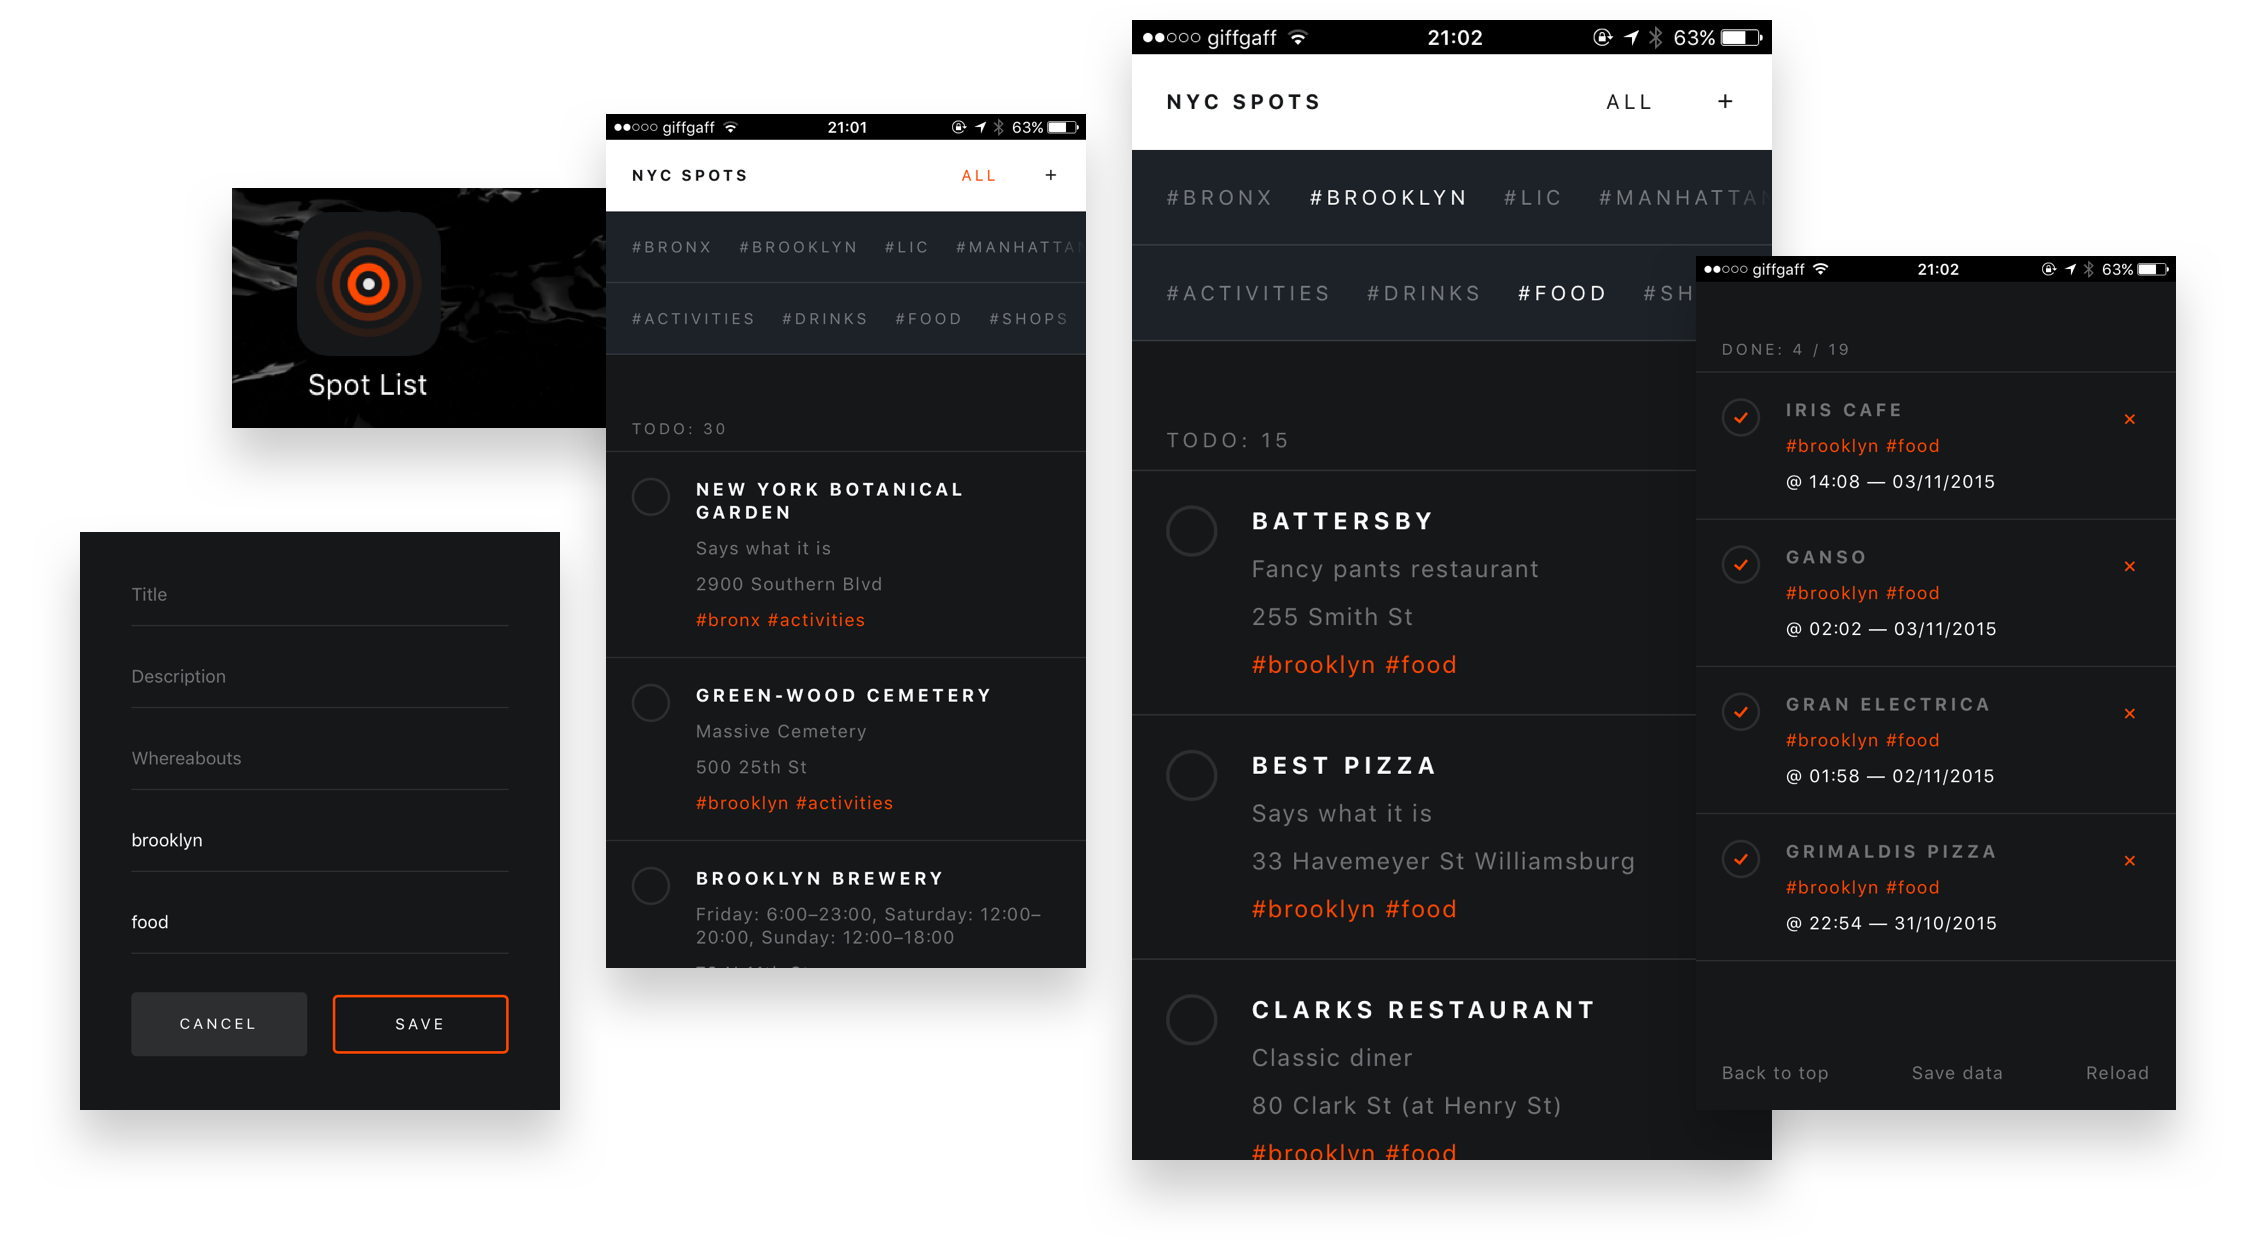 Spot List
Title
Description
Whereabouts
brooklyn
food
CANCEL SAVE
giffgaff 21:01 63%
NYC SPOTS ALL +
#BRONX #BROOKLYN #LIC #MANHATTAN
#ACTIVITIES #DRINKS #FOOD #SHOPS
TODO: 30
NEW YORK BOTANICAL
GARDEN
Says what it is
2900 Southern Blvd
#bronx #activities
GREEN-WOOD CEMETERY
Massive Cemetery
500 25th St
#brooklyn #activities
BROOKLYN BREWERY
Friday: 6:00–23:00, Saturday: 12:00–
20:00, Sunday: 12:00–18:00
giffgaff 21:02 63%
NYC SPOTS ALL +
#BRONX #BROOKLYN #LIC #MANHATTAN
#ACTIVITIES #DRINKS #FOOD #SH
TODO: 15
BATTERSBY
Fancy pants restaurant
255 Smith St
#brooklyn #food
BEST PIZZA
Says what it is
33 Havemeyer St Williamsburg
#brooklyn #food
CLARKS RESTAURANT
Classic diner
80 Clark St (at Henry St)
#brooklyn #food
giffgaff 21:02 63%
DONE: 4 / 19
IRIS CAFE
#brooklyn #food
@ 14:08 — 03/11/2015
GANSO
#brooklyn #food
@ 02:02 — 03/11/2015
GRAN ELECTRICA
#brooklyn #food
@ 01:58 — 02/11/2015
GRIMALDIS PIZZA
#brooklyn #food
@ 22:54 — 31/10/2015
Back to top Save data Reload